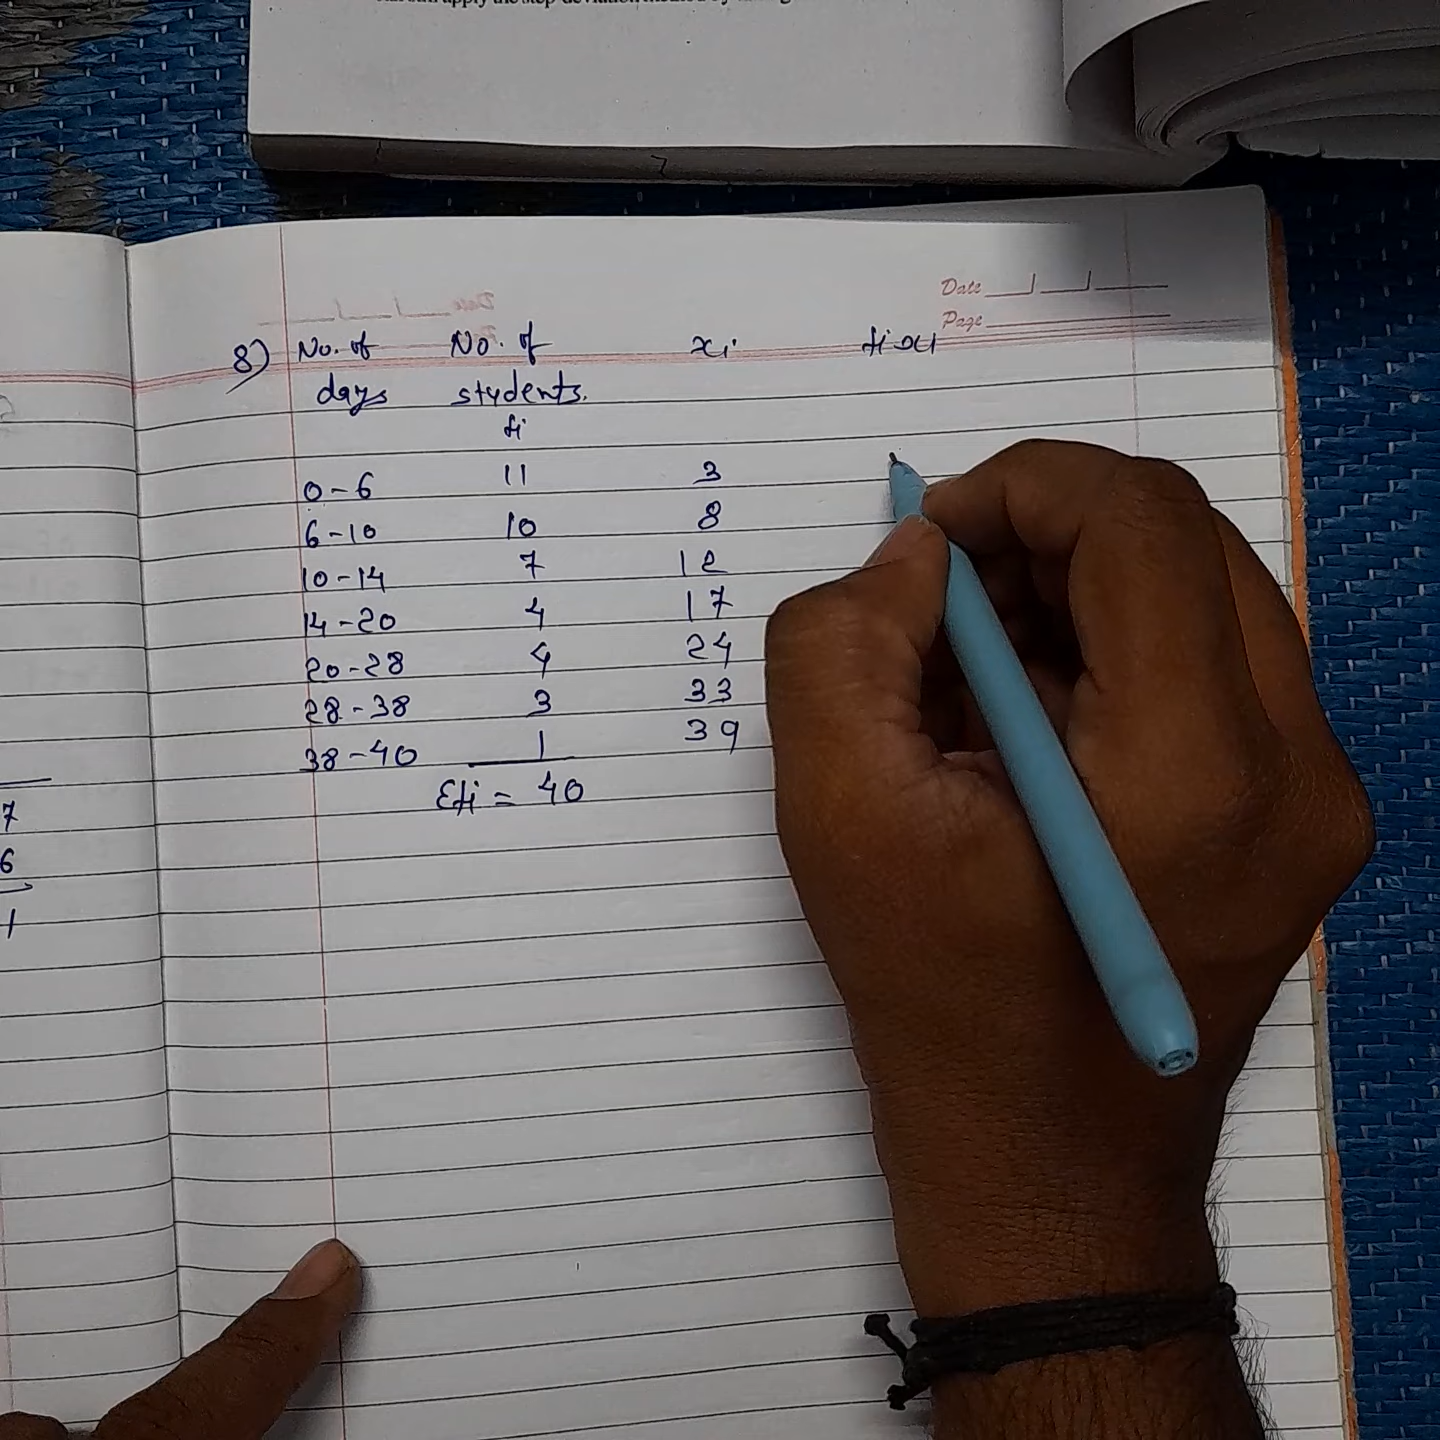 Date
Page
8) No. of No. of xi fixi
days students.
fi
0-6 11 3
6-10 10 8
10-14 7 12
14-20 4 17
20-28 4 24
28-38 3 33
38-40 1 39
Σfi = 40
7
6
1